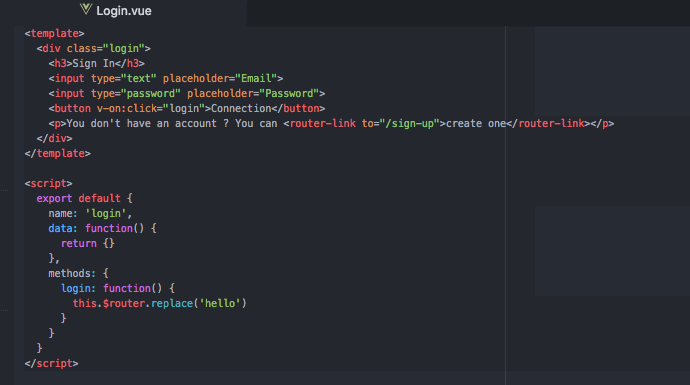 Login.vue
<template>
  <div class="login">
    <h3>Sign In</h3>
    <input type="text" placeholder="Email">
    <input type="password" placeholder="Password">
    <button v-on:click="login">Connection</button>
    <p>You don't have an account ? You can <router-link to="/sign-up">create one</router-link></p>
  </div>
</template>

<script>
  export default {
    name: 'login',
    data: function() {
      return {}
    },
    methods: {
      login: function() {
        this.$router.replace('hello')
      }
    }
  }
</script>